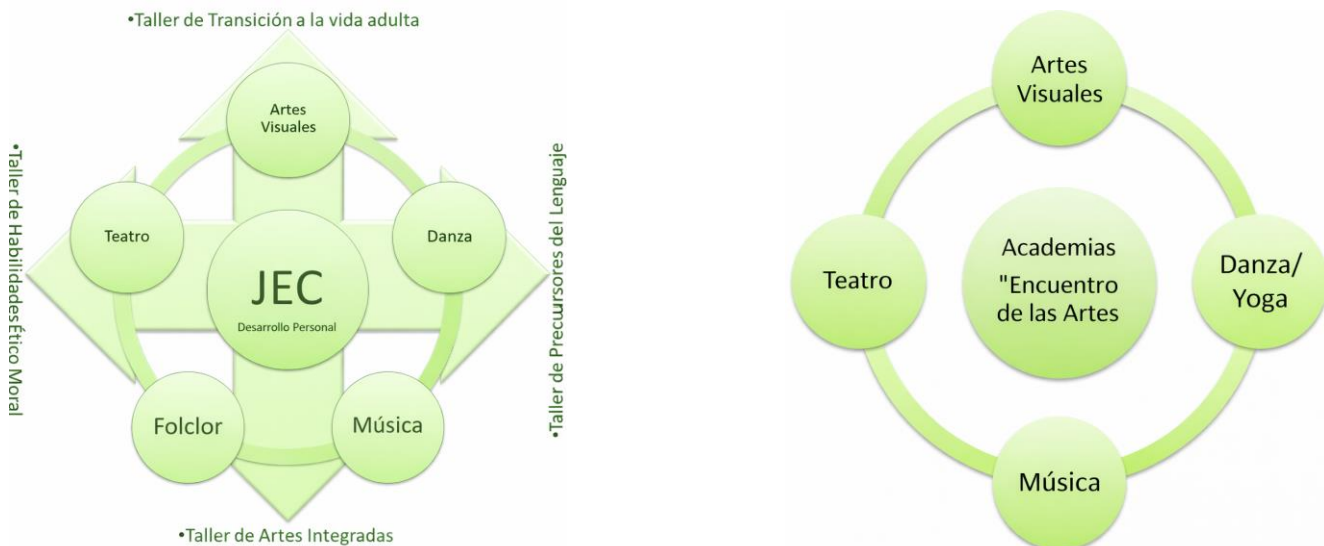 •Taller de Transición a la vida adulta
Artes
Visuales
Teatro
Danza
JEC
Desarrollo Personal
Folclor
Música
•Taller de Habilidades Ético Moral
•Taller de Precursores del Lenguaje
•Taller de Artes Integradas
Artes
Visuales
Teatro
Academias
"Encuentro
de las Artes
Danza/
Yoga
Música